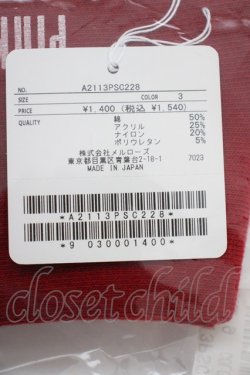 NO. A2113PSC228
SIZE COLOR 3
PRICE ¥1,400 (税込 ¥1,540)
QUALITY 綿 50%
アクリル 25%
ナイロン 20%
ポリウレタン 5%
株式会社メルローズ
東京都目黒区青葉台2-18-1 7023
MADE IN JAPAN
*A2113PSC228*
*9030001400*
closet child